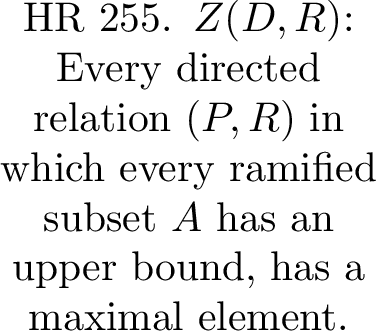 HR 255. Z(D, R):
Every directed
relation (P, R) in
which every ramified
subset A has an
upper bound, has a
maximal element.